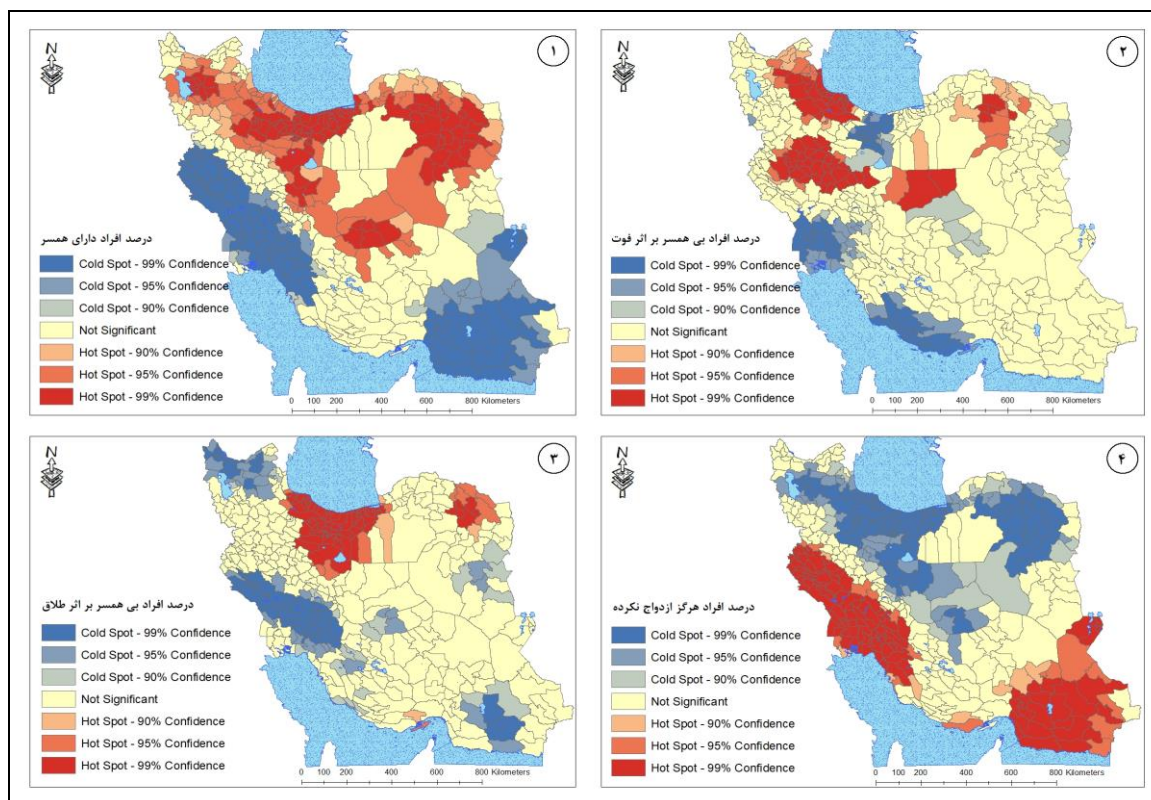 N
۱
درصد افراد دارای همسر
Cold Spot - 99% Confidence
Cold Spot - 95% Confidence
Cold Spot - 90% Confidence
Not Significant
Hot Spot - 90% Confidence
Hot Spot - 95% Confidence
Hot Spot - 99% Confidence
0 100 200 400 600 800 Kilometers
N
۲
درصد افراد بی همسر بر اثر فوت
Cold Spot - 99% Confidence
Cold Spot - 95% Confidence
Cold Spot - 90% Confidence
Not Significant
Hot Spot - 90% Confidence
Hot Spot - 95% Confidence
Hot Spot - 99% Confidence
0 100 200 400 600 800 Kilometers
N
۳
درصد افراد بی همسر بر اثر طلاق
Cold Spot - 99% Confidence
Cold Spot - 95% Confidence
Cold Spot - 90% Confidence
Not Significant
Hot Spot - 90% Confidence
Hot Spot - 95% Confidence
Hot Spot - 99% Confidence
0 100 200 400 600 800 Kilometers
N
۴
درصد افراد هرگز ازدواج نکرده
Cold Spot - 99% Confidence
Cold Spot - 95% Confidence
Cold Spot - 90% Confidence
Not Significant
Hot Spot - 90% Confidence
Hot Spot - 95% Confidence
Hot Spot - 99% Confidence
0 100 200 400 600 800 Kilometers